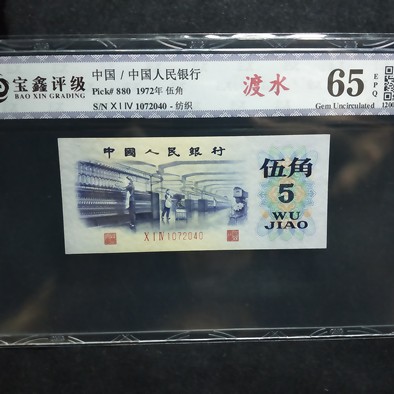 宝鑫评级
BAO XIN GRADING
中国 / 中国人民银行
Pick# 880 1972年 伍角
S/N X I IV 1072040 - 纺织
渡水
65
EPQ
Gem Uncirculated
中國人民銀行
伍角
5
WU
JIAO
X I IV 1072040